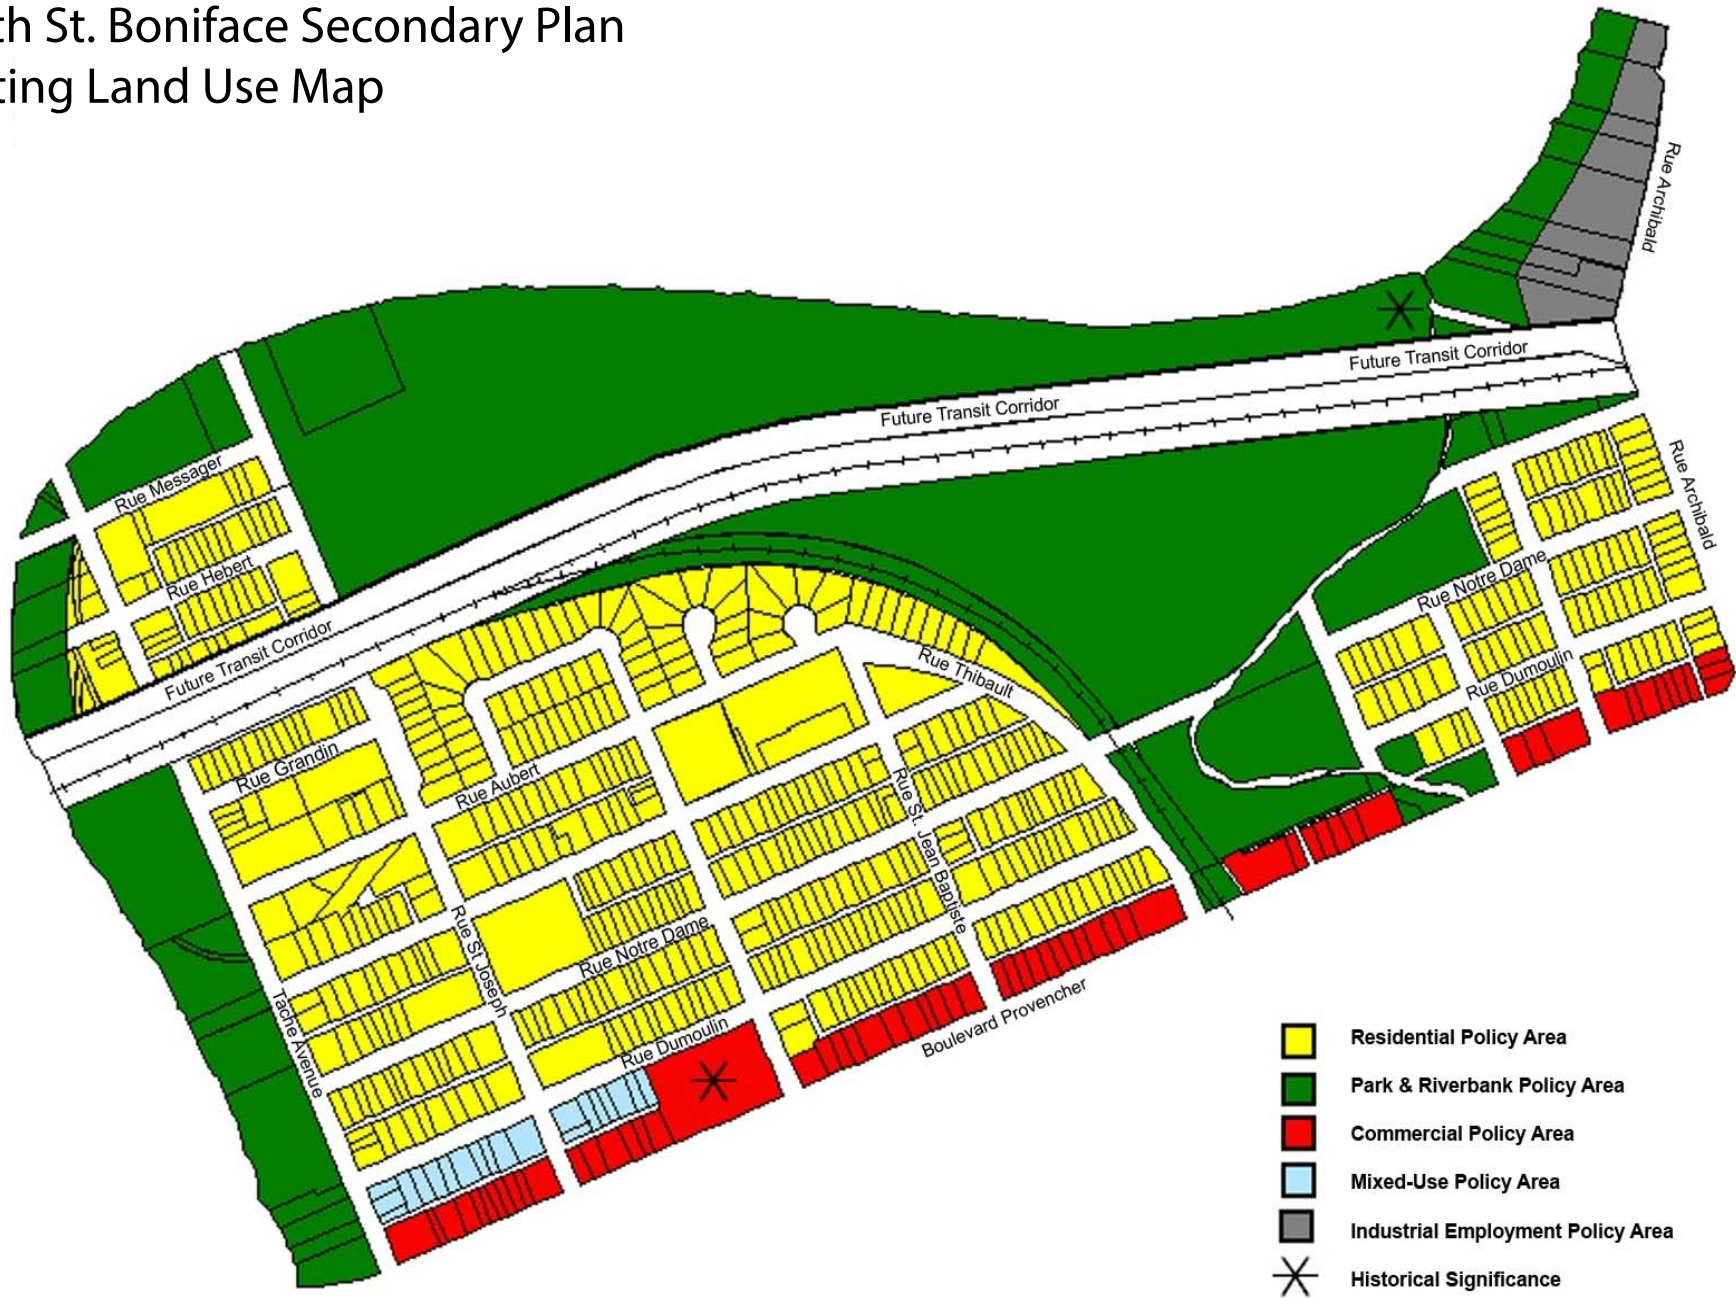 th St. Boniface Secondary Plan
ting Land Use Map
Rue Archibald
Future Transit Corridor
Future Transit Corridor
Rue Messager
Rue Archibald
Rue Hebert
Rue Notre Dame
Future Transit Corridor
Rue Thibault
Rue Dumoulin
Rue Grandin
Rue Aubert
Rue St. Jean Baptiste
Rue St Joseph
Rue Notre Dame
Tache Avenue
Rue Dumoulin
Boulevard Provencher
Residential Policy Area
Park & Riverbank Policy Area
Commercial Policy Area
Mixed-Use Policy Area
Industrial Employment Policy Area
Historical Significance